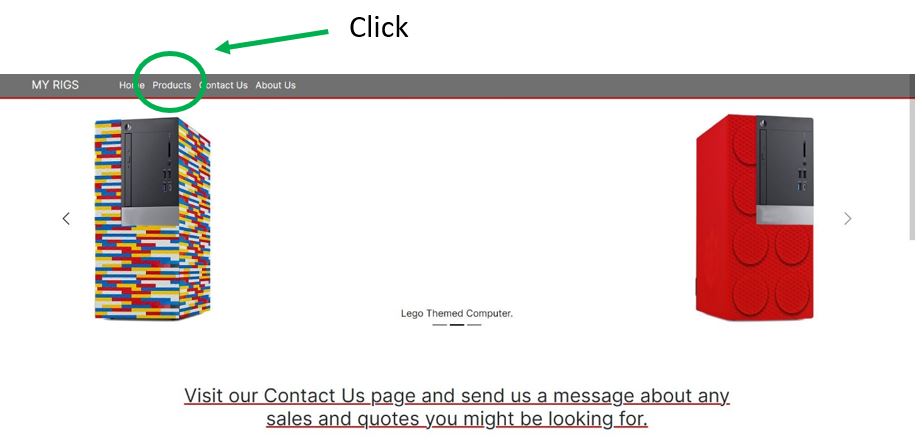 Click
MY RIGS Home Products Contact Us About Us
Lego Themed Computer.
Visit our Contact Us page and send us a message about any
sales and quotes you might be looking for.